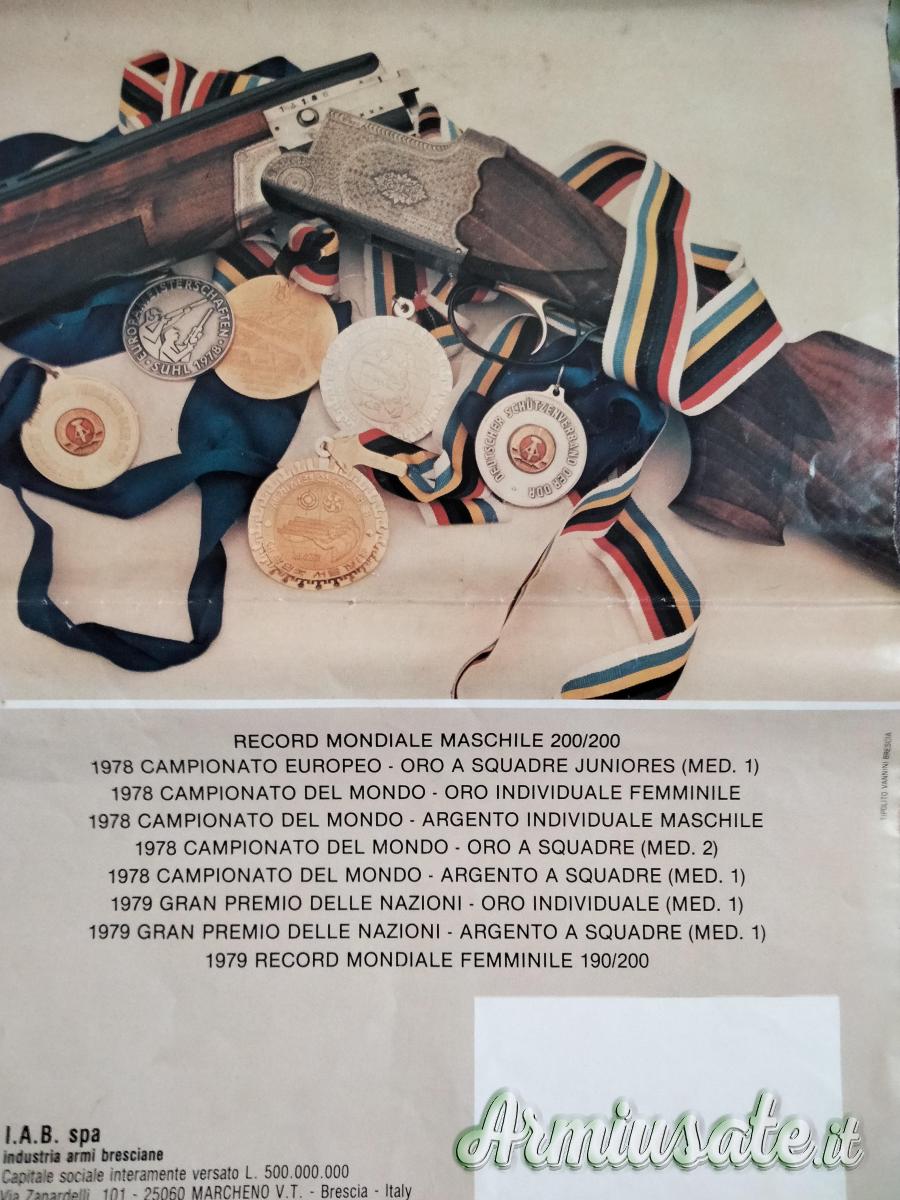 EUROPAMEISTERSCHAFTEN
SUHL 1978
DEUTSCHER SCHÜTZENVERBAND DER DDR
RECORD MONDIALE MASCHILE 200/200
1978 CAMPIONATO EUROPEO - ORO A SQUADRE JUNIORES (MED. 1)
1978 CAMPIONATO DEL MONDO - ORO INDIVIDUALE FEMMINILE
1978 CAMPIONATO DEL MONDO - ARGENTO INDIVIDUALE MASCHILE
1978 CAMPIONATO DEL MONDO - ORO A SQUADRE (MED. 2)
1978 CAMPIONATO DEL MONDO - ARGENTO A SQUADRE (MED. 1)
1979 GRAN PREMIO DELLE NAZIONI - ORO INDIVIDUALE (MED. 1)
1979 GRAN PREMIO DELLE NAZIONI - ARGENTO A SQUADRE (MED. 1)
1979 RECORD MONDIALE FEMMINILE 190/200
TIPOLITO VANNINI BRESCIA
I.A.B. spa
industria armi bresciane
Capitale sociale interamente versato L. 500.000.000
Via Zanardelli, 101 - 25060 MARCHENO V.T. - Brescia - Italy
Armiusate.it